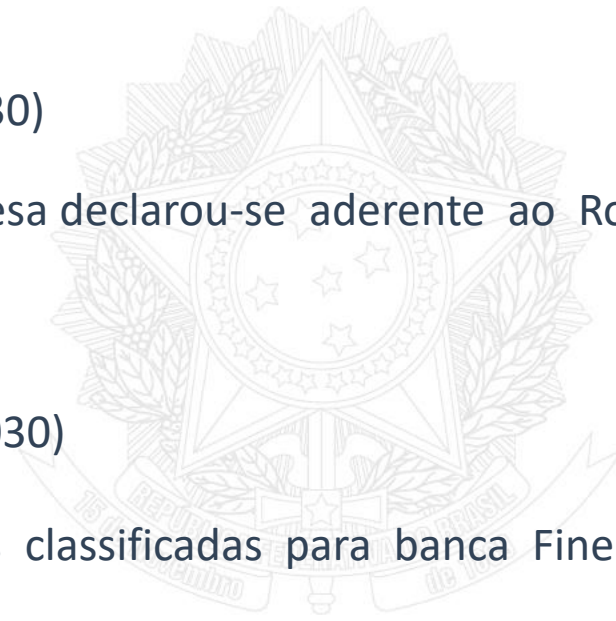 30)
esa declarou-se aderente ao Ro
030)
classificadas para banca Fine